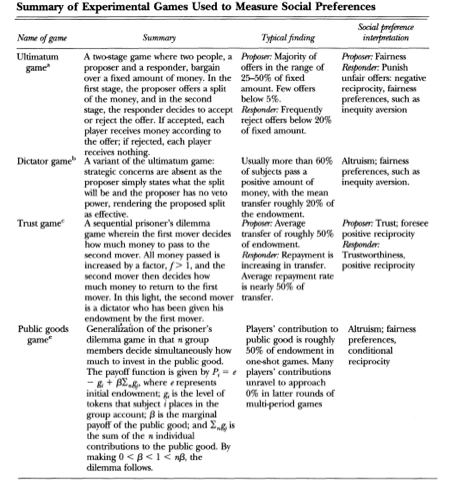 Summary of Experimental Games Used to Measure Social Preferences
Name of game Summary Typical finding Social preference interpretation
Ultimatum game^a
A two-stage game where two people, a
proposer and a responder, bargain
over a fixed amount of money. In the
first stage, the proposer offers a split
of the money, and in the second
stage, the responder decides to accept
or reject the offer. If accepted, each
player receives money according to
the offer; if rejected, each player
receives nothing.
Proposer: Majority of
offers in the range of
25–50% of fixed
amount. Few offers
below 5%.
Responder: Frequently
reject offers below 20%
of fixed amount.
Proposer: Fairness
Responder: Punish
unfair offers: negative
reciprocity, fairness
preferences, such as
inequity aversion
Dictator game^b
A variant of the ultimatum game:
strategic concerns are absent as the
proposer simply states what the split
will be and the proposer has no veto
power, rendering the proposed split
as effective.
Usually more than 60%
of subjects pass a
positive amount of
money, with the mean
transfer roughly 20% of
the endowment.
Altruism; fairness
preferences, such as
inequity aversion.
Trust game^c
A sequential prisoner's dilemma
game wherein the first mover decides
how much money to pass to the
second mover. All money passed is
increased by a factor, f > 1, and the
second mover then decides how
much money to return to the first
mover. In this light, the second mover
is a dictator who has been given his
endowment by the first mover.
Proposer: Average
transfer of roughly 50%
of endowment.
Responder: Repayment is
increasing in transfer.
Average repayment rate
is nearly 50% of
transfer.
Proposer: Trust; foresee
positive reciprocity
Responder:
Trustworthiness,
positive reciprocity
Public goods
game^e
Generalization of the prisoner's
dilemma game in that n group
members decide simultaneously how
much to invest in the public good.
The payoff function is given by P_i = e
− g_i + βΣ_n g_i, where e represents
initial endowment; g_i is the level of
tokens that subject i places in the
group account; β is the marginal
payoff of the public good; and Σ_n g_i is
the sum of the n individual
contributions to the public good. By
making 0 < β < 1 < nβ, the
dilemma follows.
Players' contribution to
public good is roughly
50% of endowment in
one-shot games. Many
players' contributions
unravel to approach
0% in latter rounds of
multi-period games
Altruism; fairness
preferences,
conditional
reciprocity